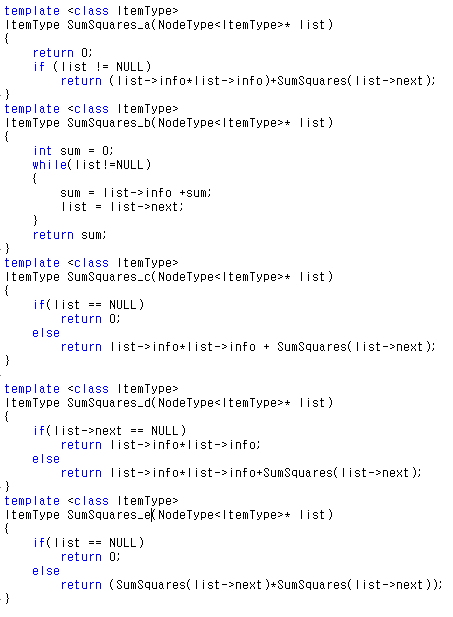 template <class ItemType>
ItemType SumSquares_a(NodeType<ItemType>* list)
{
    return 0;
    if (list != NULL)
        return (list->info*list->info)+SumSquares(list->next);
}
template <class ItemType>
ItemType SumSquares_b(NodeType<ItemType>* list)
{
    int sum = 0;
    while(list!=NULL)
    {
        sum = list->info +sum;
        list = list->next;
    }
    return sum;
}
template <class ItemType>
ItemType SumSquares_c(NodeType<ItemType>* list)
{
    if(list == NULL)
        return 0;
    else
        return list->info*list->info + SumSquares(list->next);
}
template <class ItemType>
ItemType SumSquares_d(NodeType<ItemType>* list)
{
    if(list->next == NULL)
        return list->info*list->info;
    else
        return list->info*list->info+SumSquares(list->next);
}
template <class ItemType>
ItemType SumSquares_e(NodeType<ItemType>* list)
{
    if(list == NULL)
        return 0;
    else
        return (SumSquares(list->next)*SumSquares(list->next));
}